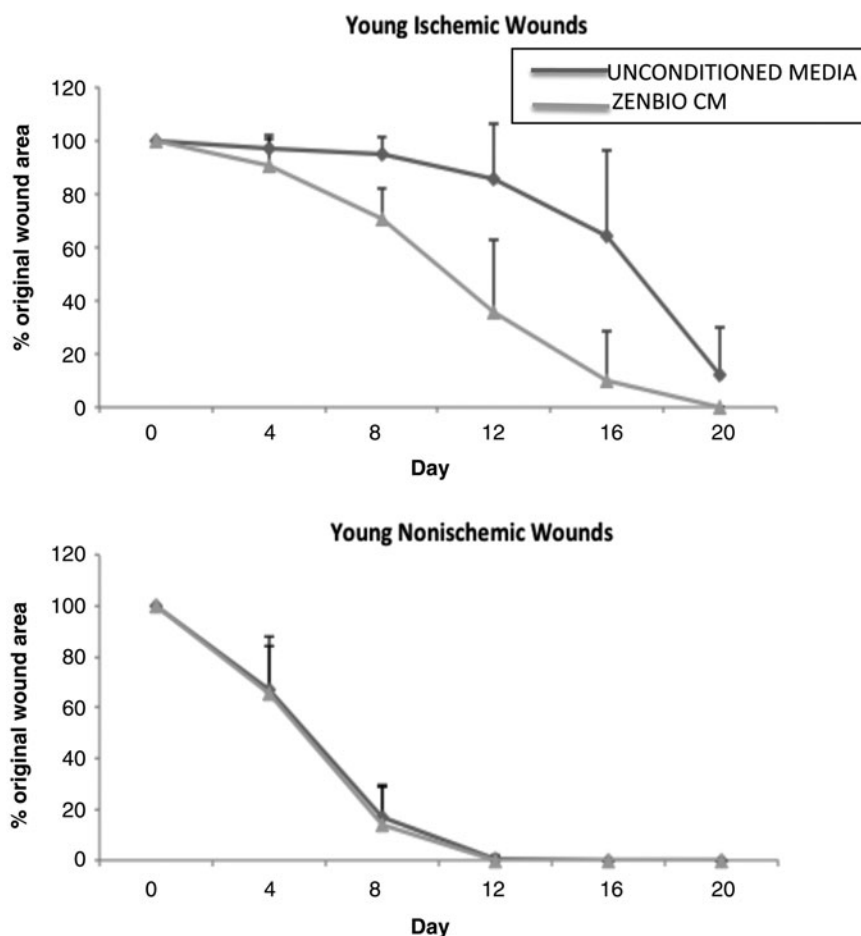 Young Ischemic Wounds
UNCONDITIONED MEDIA
ZENBIO CM
120
100
80
60
40
20
0
% original wound area
0 4 8 12 16 20
Day
Young Nonischemic Wounds
120
100
80
60
40
20
0
% original wound area
0 4 8 12 16 20
Day